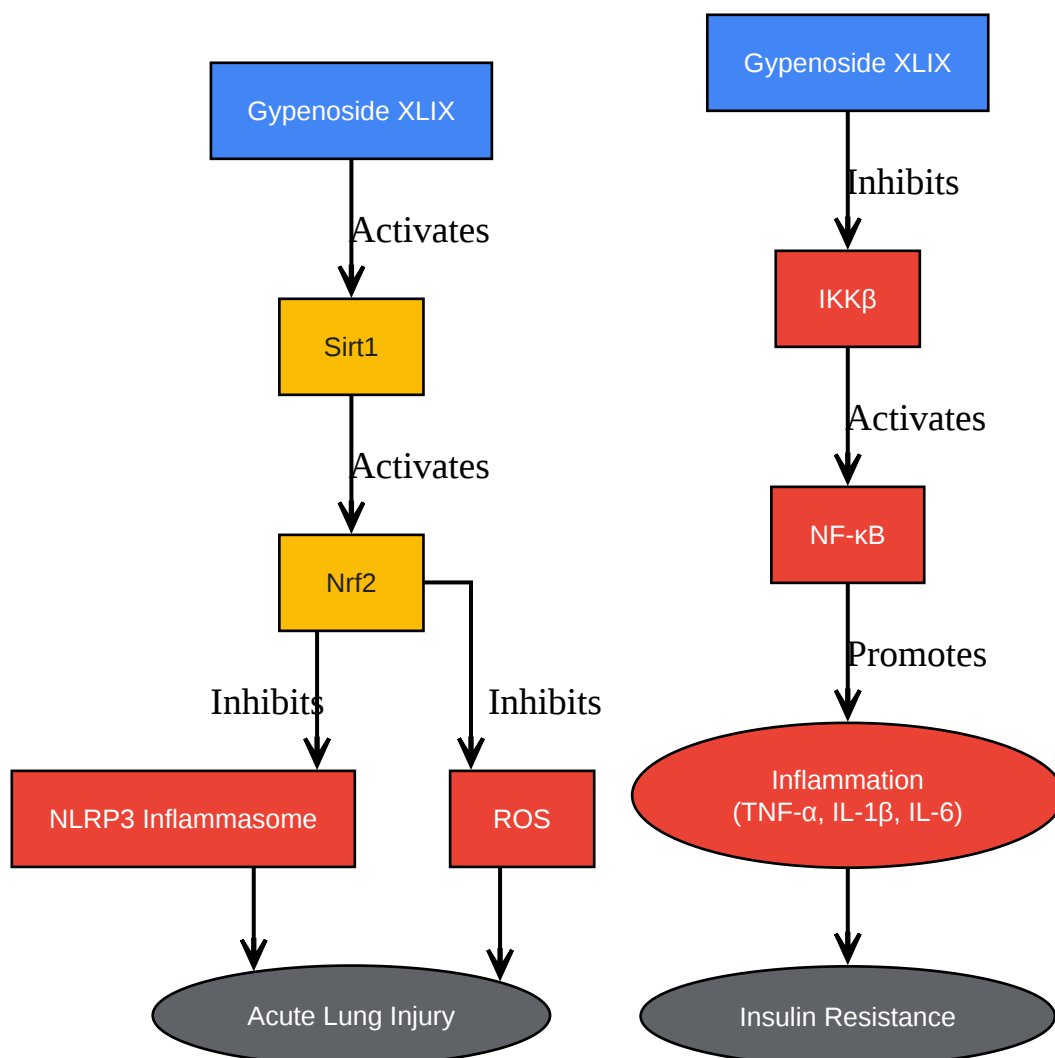 Gypenoside XLIX
Activates
Sirt1
Activates
Nrf2
Inhibits
Inhibits
NLRP3 Inflammasome
ROS
Acute Lung Injury
Gypenoside XLIX
Inhibits
IKKβ
Activates
NF-κB
Promotes
Inflammation
(TNF-α, IL-1β, IL-6)
Insulin Resistance